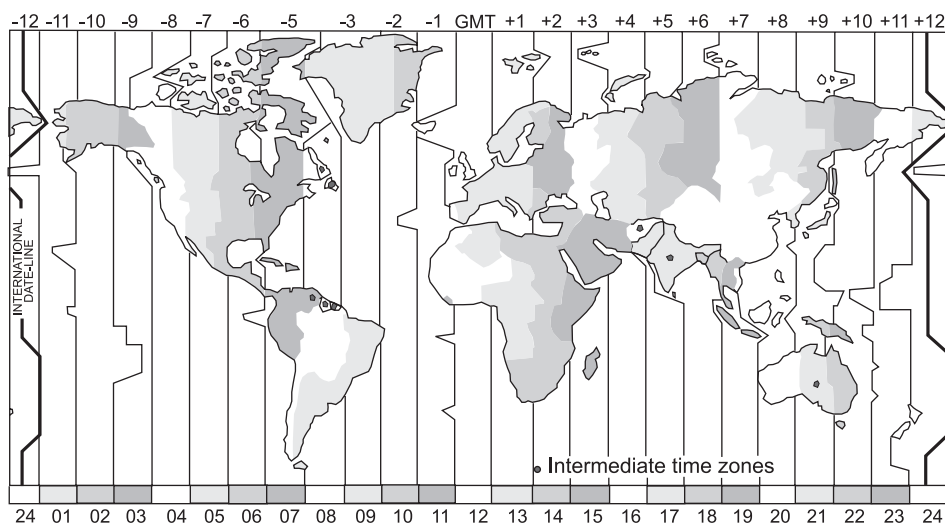 -12 -11 -10 -9 -8 -7 -6 -5 -3 -2 -1 GMT +1 +2 +3 +4 +5 +6 +7 +9 +10 +11 +12
INTERNATIONAL
DATE-LINE
Intermediate time zones
24 01 02 03 04 05 06 07 08 09 10 11 12 13 14 15 16 17 18 19 20 21 22 23 24